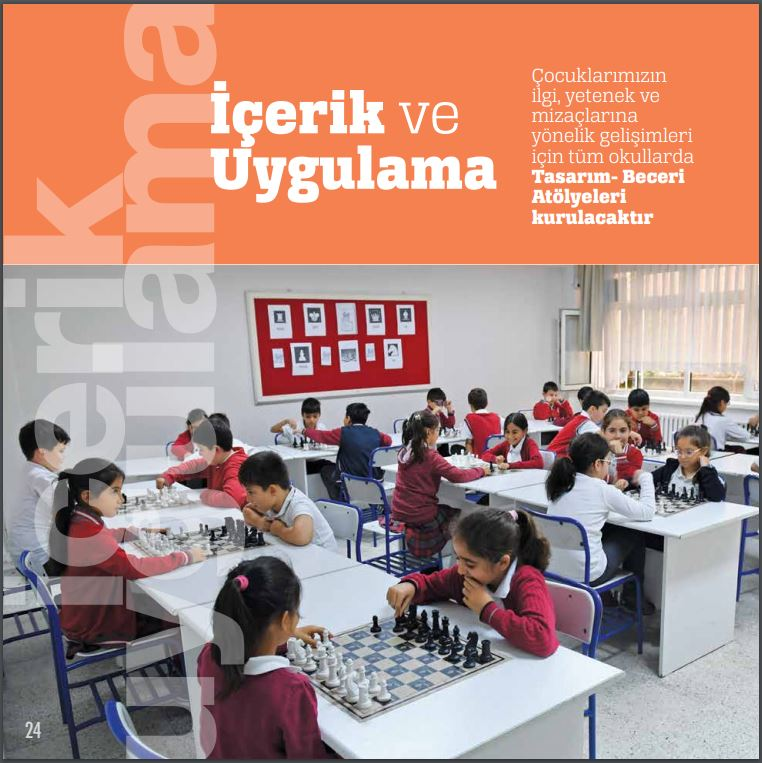 İçerik ve
Uygulama
Çocuklarımızın
ilgi, yetenek ve
mizaçlarına
yönelik gelişimleri
için tüm okullarda
Tasarım- Beceri
Atölyeleri
kurulacaktır
içerik
uygulama
24